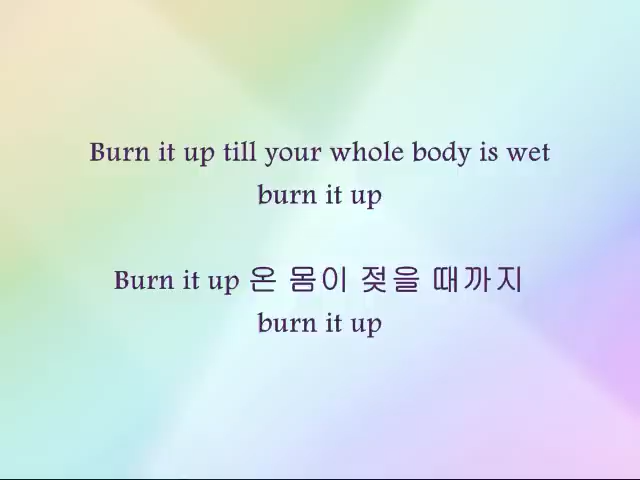 Burn it up till your whole body is wet
burn it up
Burn it up 온 몸이 젖을 때까지
burn it up